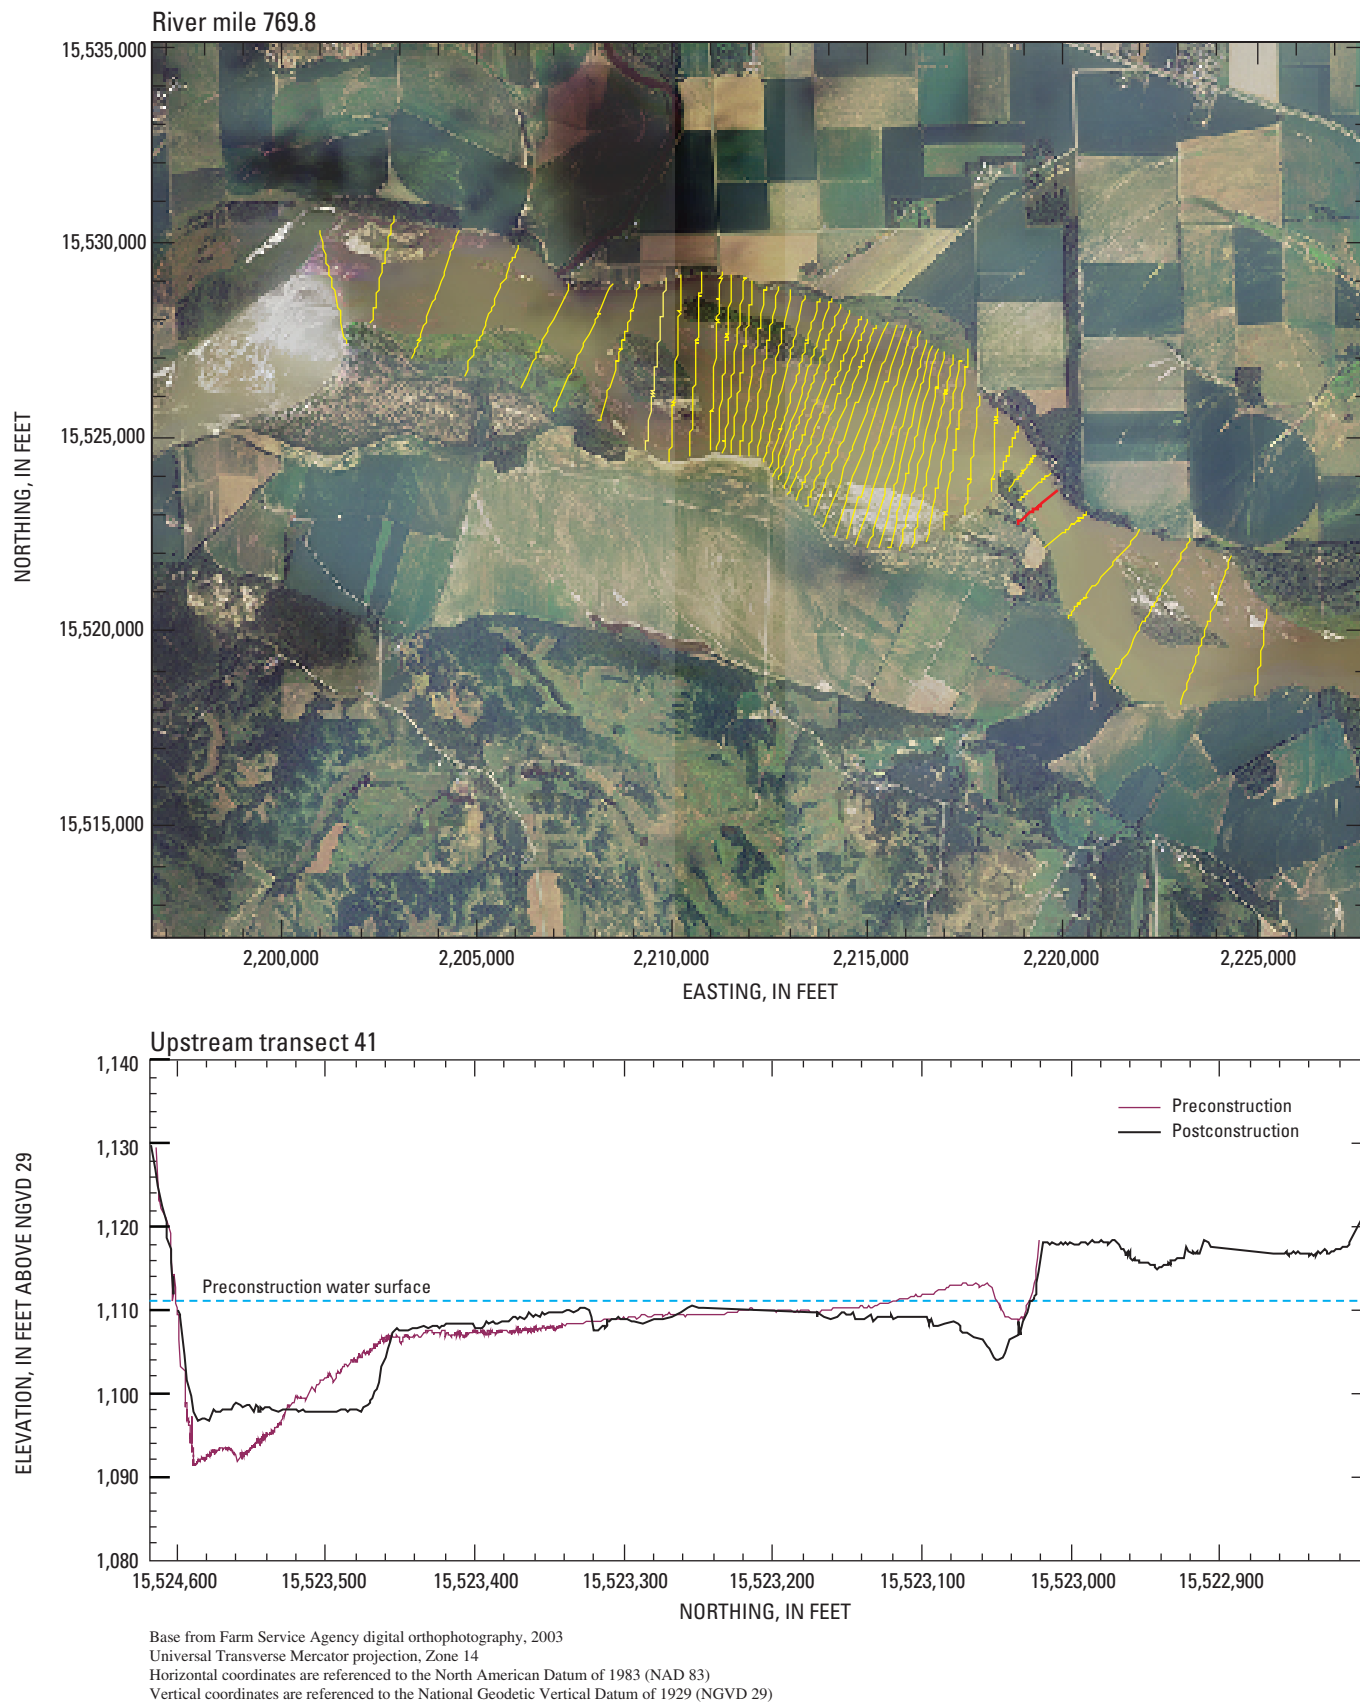 River mile 769.8
15,535,000
15,530,000
15,525,000
15,520,000
15,515,000
NORTHING, IN FEET
2,200,000 2,205,000 2,210,000 2,215,000 2,220,000 2,225,000
EASTING, IN FEET
Upstream transect 41
1,140
1,130
1,120
1,110
1,100
1,090
1,080
ELEVATION, IN FEET ABOVE NGVD 29
Preconstruction
Postconstruction
Preconstruction water surface
15,524,600 15,523,500 15,523,400 15,523,300 15,523,200 15,523,100 15,523,000 15,522,900
NORTHING, IN FEET
Base from Farm Service Agency digital orthophotography, 2003
Universal Transverse Mercator projection, Zone 14
Horizontal coordinates are referenced to the North American Datum of 1983 (NAD 83)
Vertical coordinates are referenced to the National Geodetic Vertical Datum of 1929 (NGVD 29)